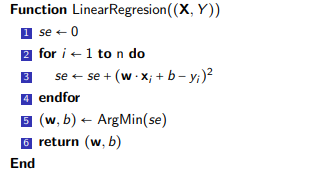 Function LinearRegresion((X, Y))
1 se ← 0
2 for i ← 1 to n do
3 se ← se + (w · xᵢ + b – yᵢ)²
4 endfor
5 (w, b) ← ArgMin(se)
6 return (w, b)
End